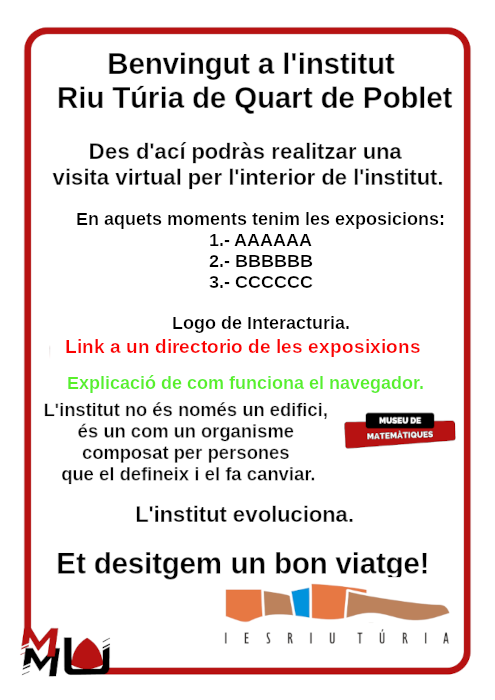 Benvingut a l'institut
Riu Túria de Quart de Poblet
Des d'ací podràs realitzar una
visita virtual per l'interior de l'institut.
En aquets moments tenim les exposicions:
1.- AAAAAA
2.- BBBBBB
3.- CCCCCC
Logo de Interacturia.
Link a un directorio de les exposixions
Explicació de com funciona el navegador.
L'institut no és només un edifici,
és un com un organisme
composat per persones
que el defineix i el fa canviar.
MUSEU DE
MATEMÀTIQUES
L'institut evoluciona.
Et desitgem un bon viatge!
IES RIU TÚRIA
MMU